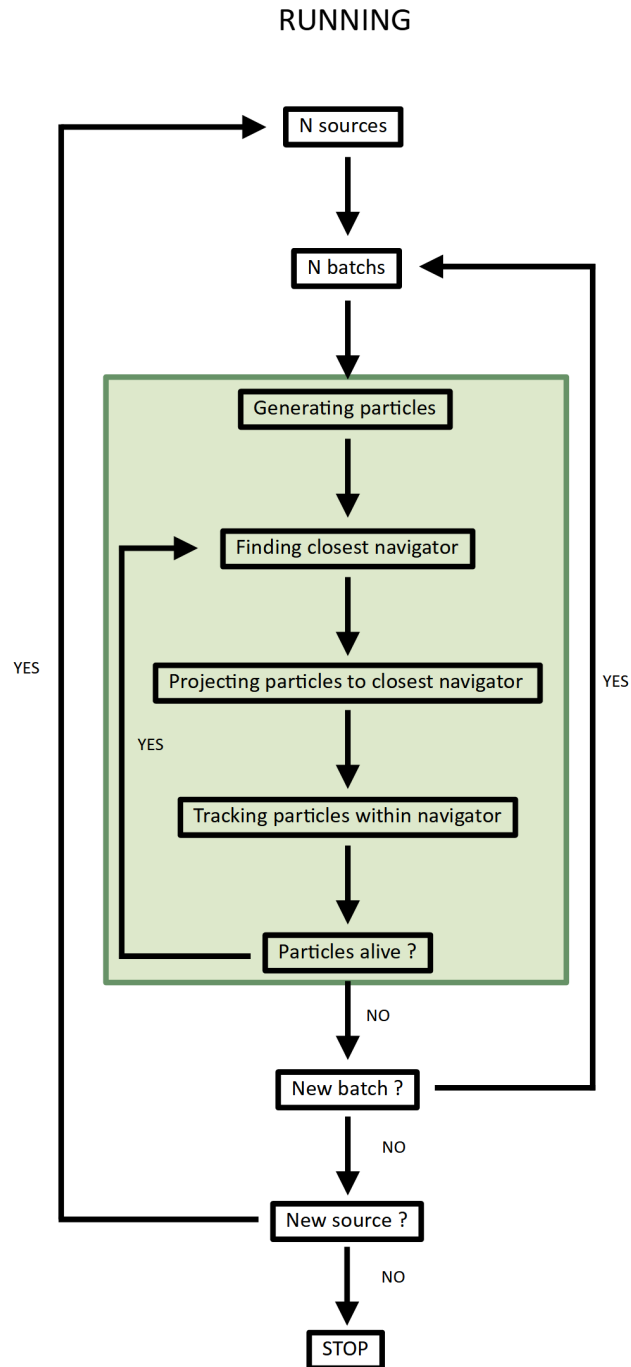 RUNNING
N sources
N batchs
Generating particles
Finding closest navigator
Projecting particles to closest navigator
YES
YES
YES
Tracking particles within navigator
Particles alive ?
NO
New batch ?
NO
New source ?
NO
STOP